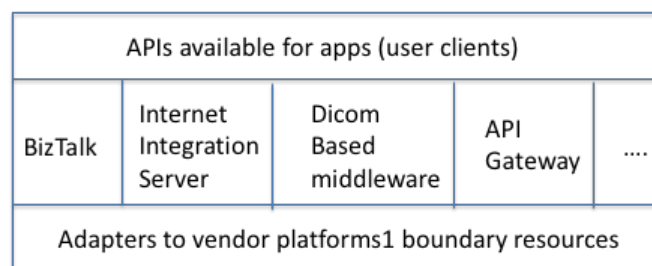 APIs available for apps (user clients)
BizTalk
Internet
Integration
Server
Dicom
Based
middleware
API
Gateway
....
Adapters to vendor platforms1 boundary resources